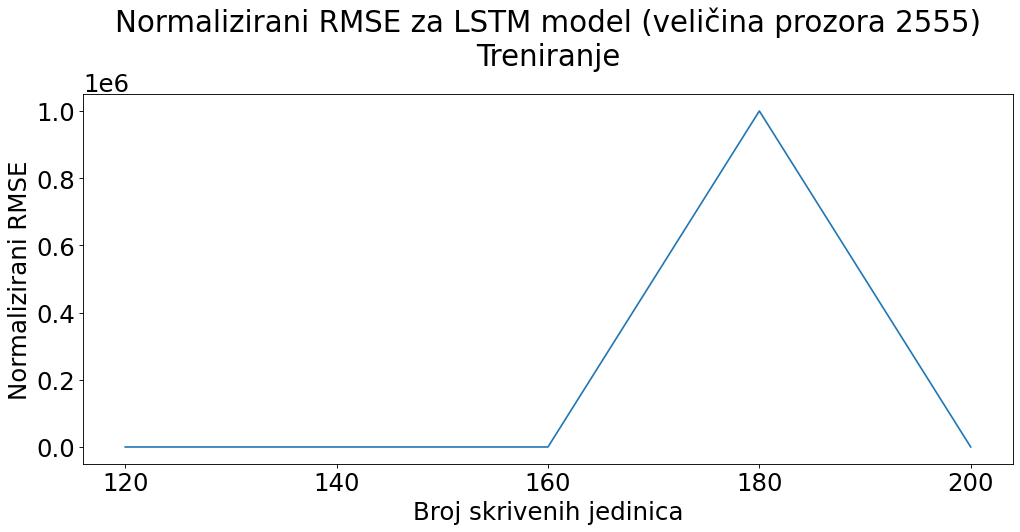 Normalizirani RMSE za LSTM model (veličina prozora 2555)
Treniranje
1e6
1.0
0.8
0.6
0.4
0.2
0.0
Normalizirani RMSE
120 140 160 180 200
Broj skrivenih jedinica